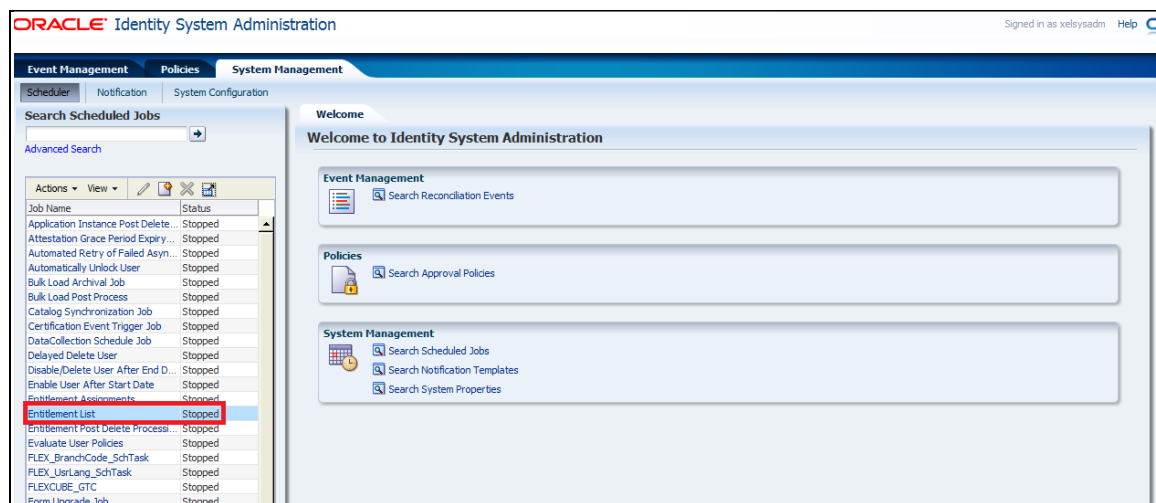 ORACLE Identity System Administration
Signed in as xelsysadm Help
Event Management Policies System Management
Scheduler Notification System Configuration
Search Scheduled Jobs
Advanced Search
Actions View
Job Name Status
Application Instance Post Delete... Stopped
Attestation Grace Period Expiry... Stopped
Automated Retry of Failed Asyn... Stopped
Automatically Unlock User Stopped
Bulk Load Archival Job Stopped
Bulk Load Post Process Stopped
Catalog Synchronization Job Stopped
Certification Event Trigger Job Stopped
DataCollection Schedule Job Stopped
Delayed Delete User Stopped
Disable/Delete User After End D... Stopped
Enable User After Start Date Stopped
Entitlement Assignments Stopped
Entitlement List Stopped
Entitlement Post Delete Processi... Stopped
Evaluate User Policies Stopped
FLEX_BranchCode_SchTask Stopped
FLEX_UsrLang_SchTask Stopped
FLEXCUBE_GTC Stopped
Form Upgrade Job Stopped
Welcome
Welcome to Identity System Administration
Event Management
Search Reconciliation Events
Policies
Search Approval Policies
System Management
Search Scheduled Jobs
Search Notification Templates
Search System Properties